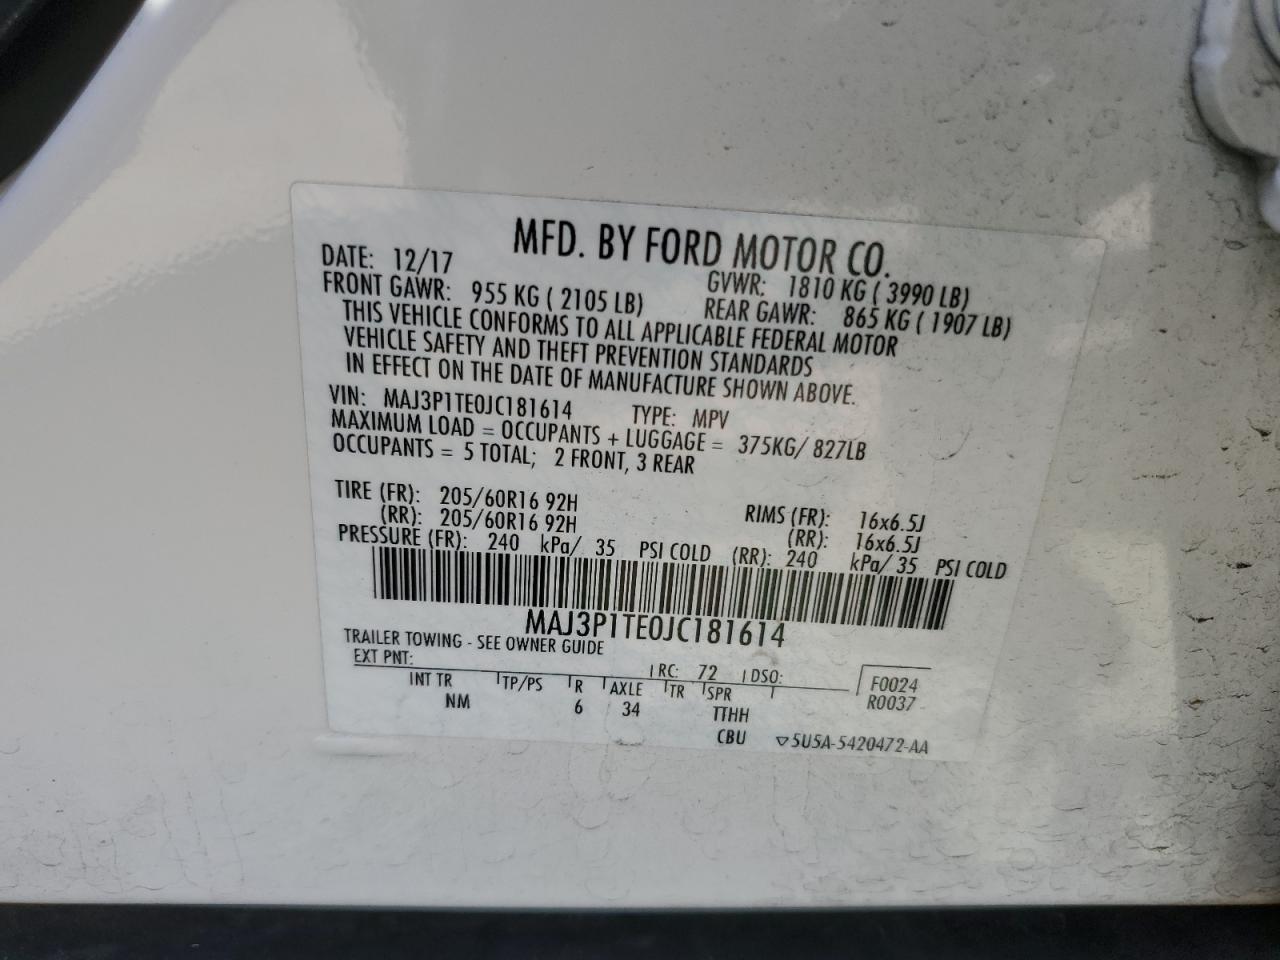 MFD. BY FORD MOTOR CO.
DATE: 12/17 GVWR: 1810 KG ( 3990 LB)
FRONT GAWR: 955 KG ( 2105 LB) REAR GAWR: 865 KG ( 1907 LB)
THIS VEHICLE CONFORMS TO ALL APPLICABLE FEDERAL MOTOR
VEHICLE SAFETY AND THEFT PREVENTION STANDARDS
IN EFFECT ON THE DATE OF MANUFACTURE SHOWN ABOVE.
VIN: MAJ3P1TE0JC181614 TYPE: MPV
MAXIMUM LOAD = OCCUPANTS + LUGGAGE = 375KG/ 827LB
OCCUPANTS = 5 TOTAL; 2 FRONT, 3 REAR
TIRE (FR): 205/60R16 92H RIMS (FR): 16x6.5J
(RR): 205/60R16 92H (RR): 16x6.5J
PRESSURE (FR): 240 kPa/ 35 PSI COLD (RR): 240 kPa/ 35 PSI COLD
MAJ3P1TE0JC181614
TRAILER TOWING - SEE OWNER GUIDE
EXT PNT: RC: 72 DSO: F0024
INT TR TP/PS R AXLE TR SPR R0037
NM 6 34 TTHH
CBU ▽5U5A-5420472-AA